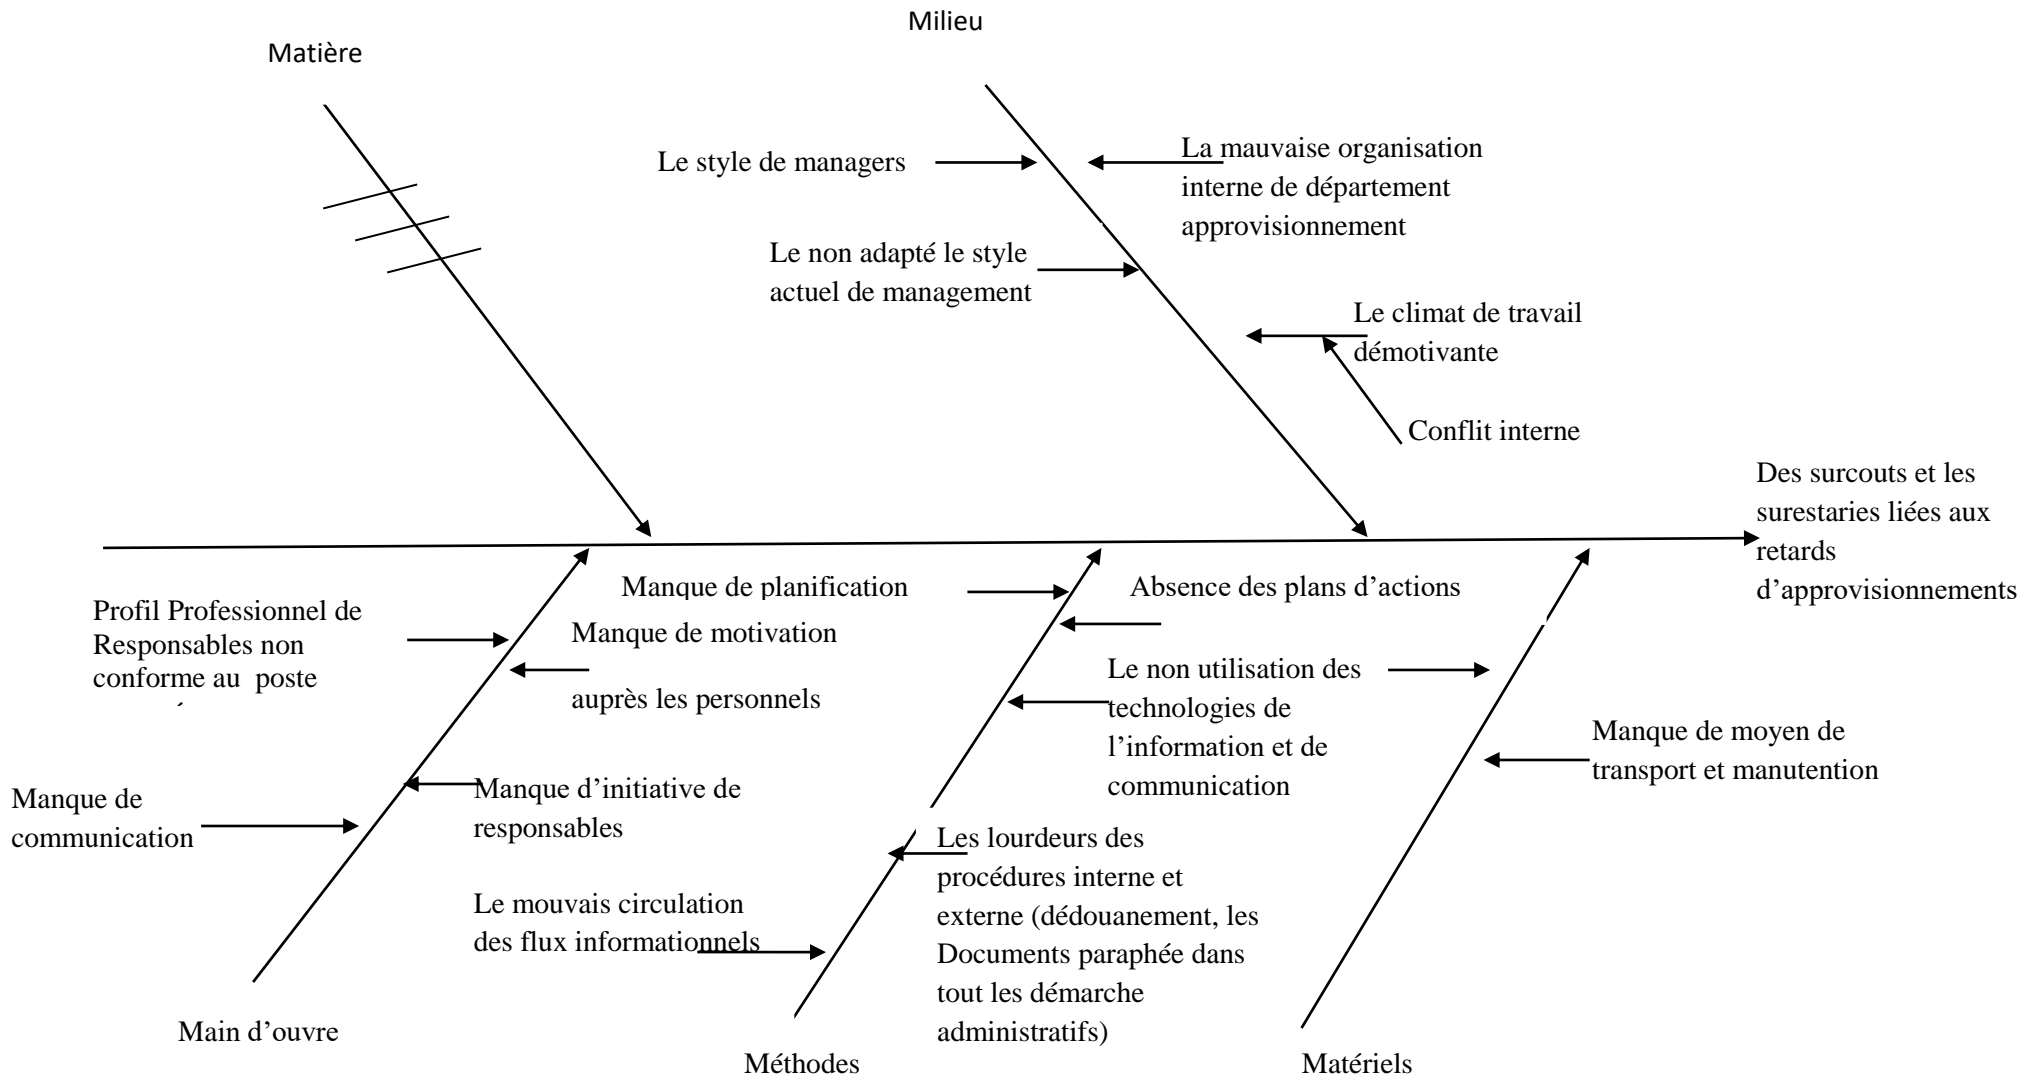 Milieu
Matière
Le style de managers
La mauvaise organisation
interne de département
approvisionnement
Le non adapté le style
actuel de management
Le climat de travail
démotivante
Conflit interne
Des surcouts et les
surestaries liées aux
retards
d’approvisionnements
Profil Professionnel de
Responsables non
conforme au poste
Manque de planification
Absence des plans d’actions
Manque de motivation
auprès les personnels
Le non utilisation des
technologies de
l’information et de
communication
Manque de moyen de
transport et manutention
Manque de
communication
Manque d’initiative de
responsables
Les lourdeurs des
procédures interne et
externe (dédouanement, les
Documents paraphée dans
tout les démarche
administratifs)
Le mouvais circulation
des flux informationnels
Main d’ouvre
Méthodes
Matériels